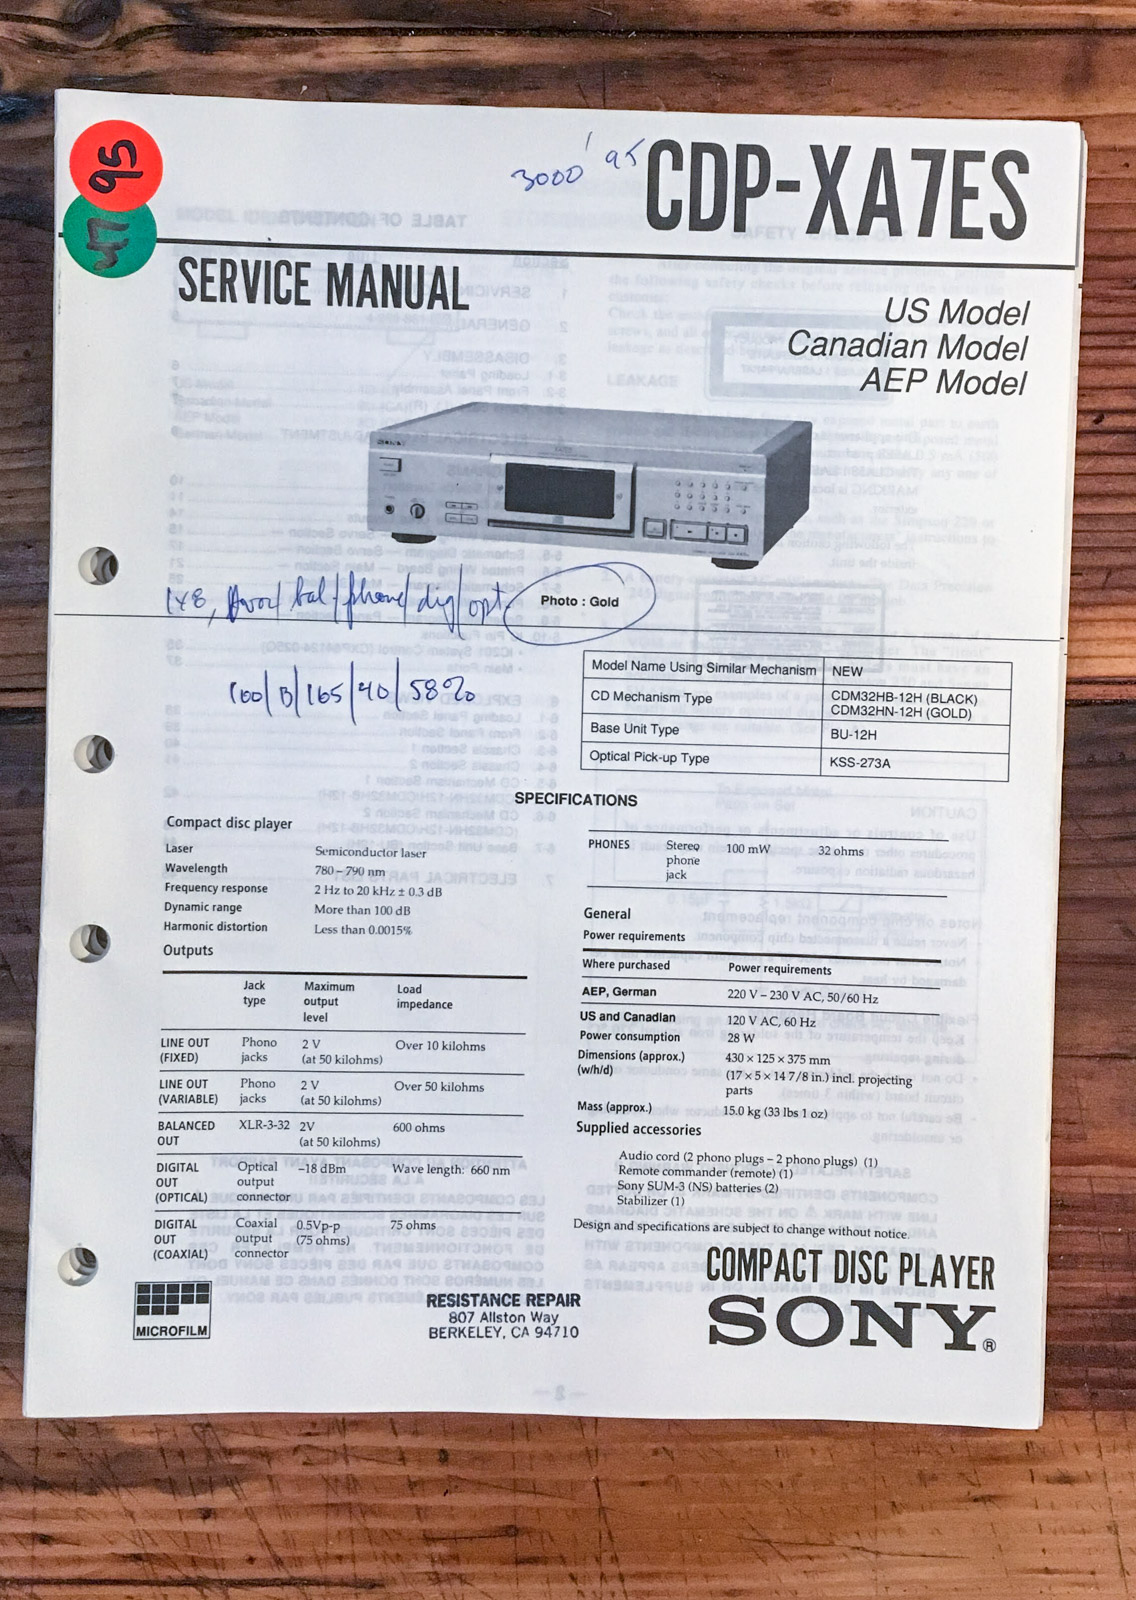 95
47
3000 '95
CDP-XA7ES
SERVICE MANUAL
US Model
Canadian Model
AEP Model
SONY
Photo : Gold
bal/phone/dig/opt.
100/B/165/90/58%
Model Name Using Similar Mechanism NEW
CD Mechanism Type CDM32HB-12H (BLACK)
CDM32HN-12H (GOLD)
Base Unit Type BU-12H
Optical Pick-up Type KSS-273A
SPECIFICATIONS
Compact disc player
Laser Semiconductor laser
Wavelength 780 – 790 nm
Frequency response 2 Hz to 20 kHz ± 0.3 dB
Dynamic range More than 100 dB
Harmonic distortion Less than 0.0015%
Outputs
Jack type Maximum output level Load impedance
LINE OUT (FIXED) Phono jacks 2 V (at 50 kilohms) Over 10 kilohms
LINE OUT (VARIABLE) Phono jacks 2 V (at 50 kilohms) Over 50 kilohms
BALANCED OUT XLR-3-32 2V (at 50 kilohms) 600 ohms
DIGITAL OUT (OPTICAL) Optical output connector –18 dBm Wave length: 660 nm
DIGITAL OUT (COAXIAL) Coaxial output connector 0.5Vp-p (75 ohms) 75 ohms
PHONES Stereo phone jack 100 mW 32 ohms
General
Power requirements
Where purchased Power requirements
AEP, German 220 V – 230 V AC, 50/60 Hz
US and Canadian 120 V AC, 60 Hz
Power consumption 28 W
Dimensions (approx.) 430 × 125 × 375 mm
(w/h/d) (17 × 5 × 14 7/8 in.) incl. projecting
parts
Mass (approx.) 15.0 kg (33 lbs 1 oz)
Supplied accessories
Audio cord (2 phono plugs – 2 phono plugs) (1)
Remote commander (remote) (1)
Sony SUM-3 (NS) batteries (2)
Stabilizer (1)
Design and specifications are subject to change without notice.
MICROFILM
RESISTANCE REPAIR
807 Allston Way
BERKELEY, CA 94710
COMPACT DISC PLAYER
SONY®